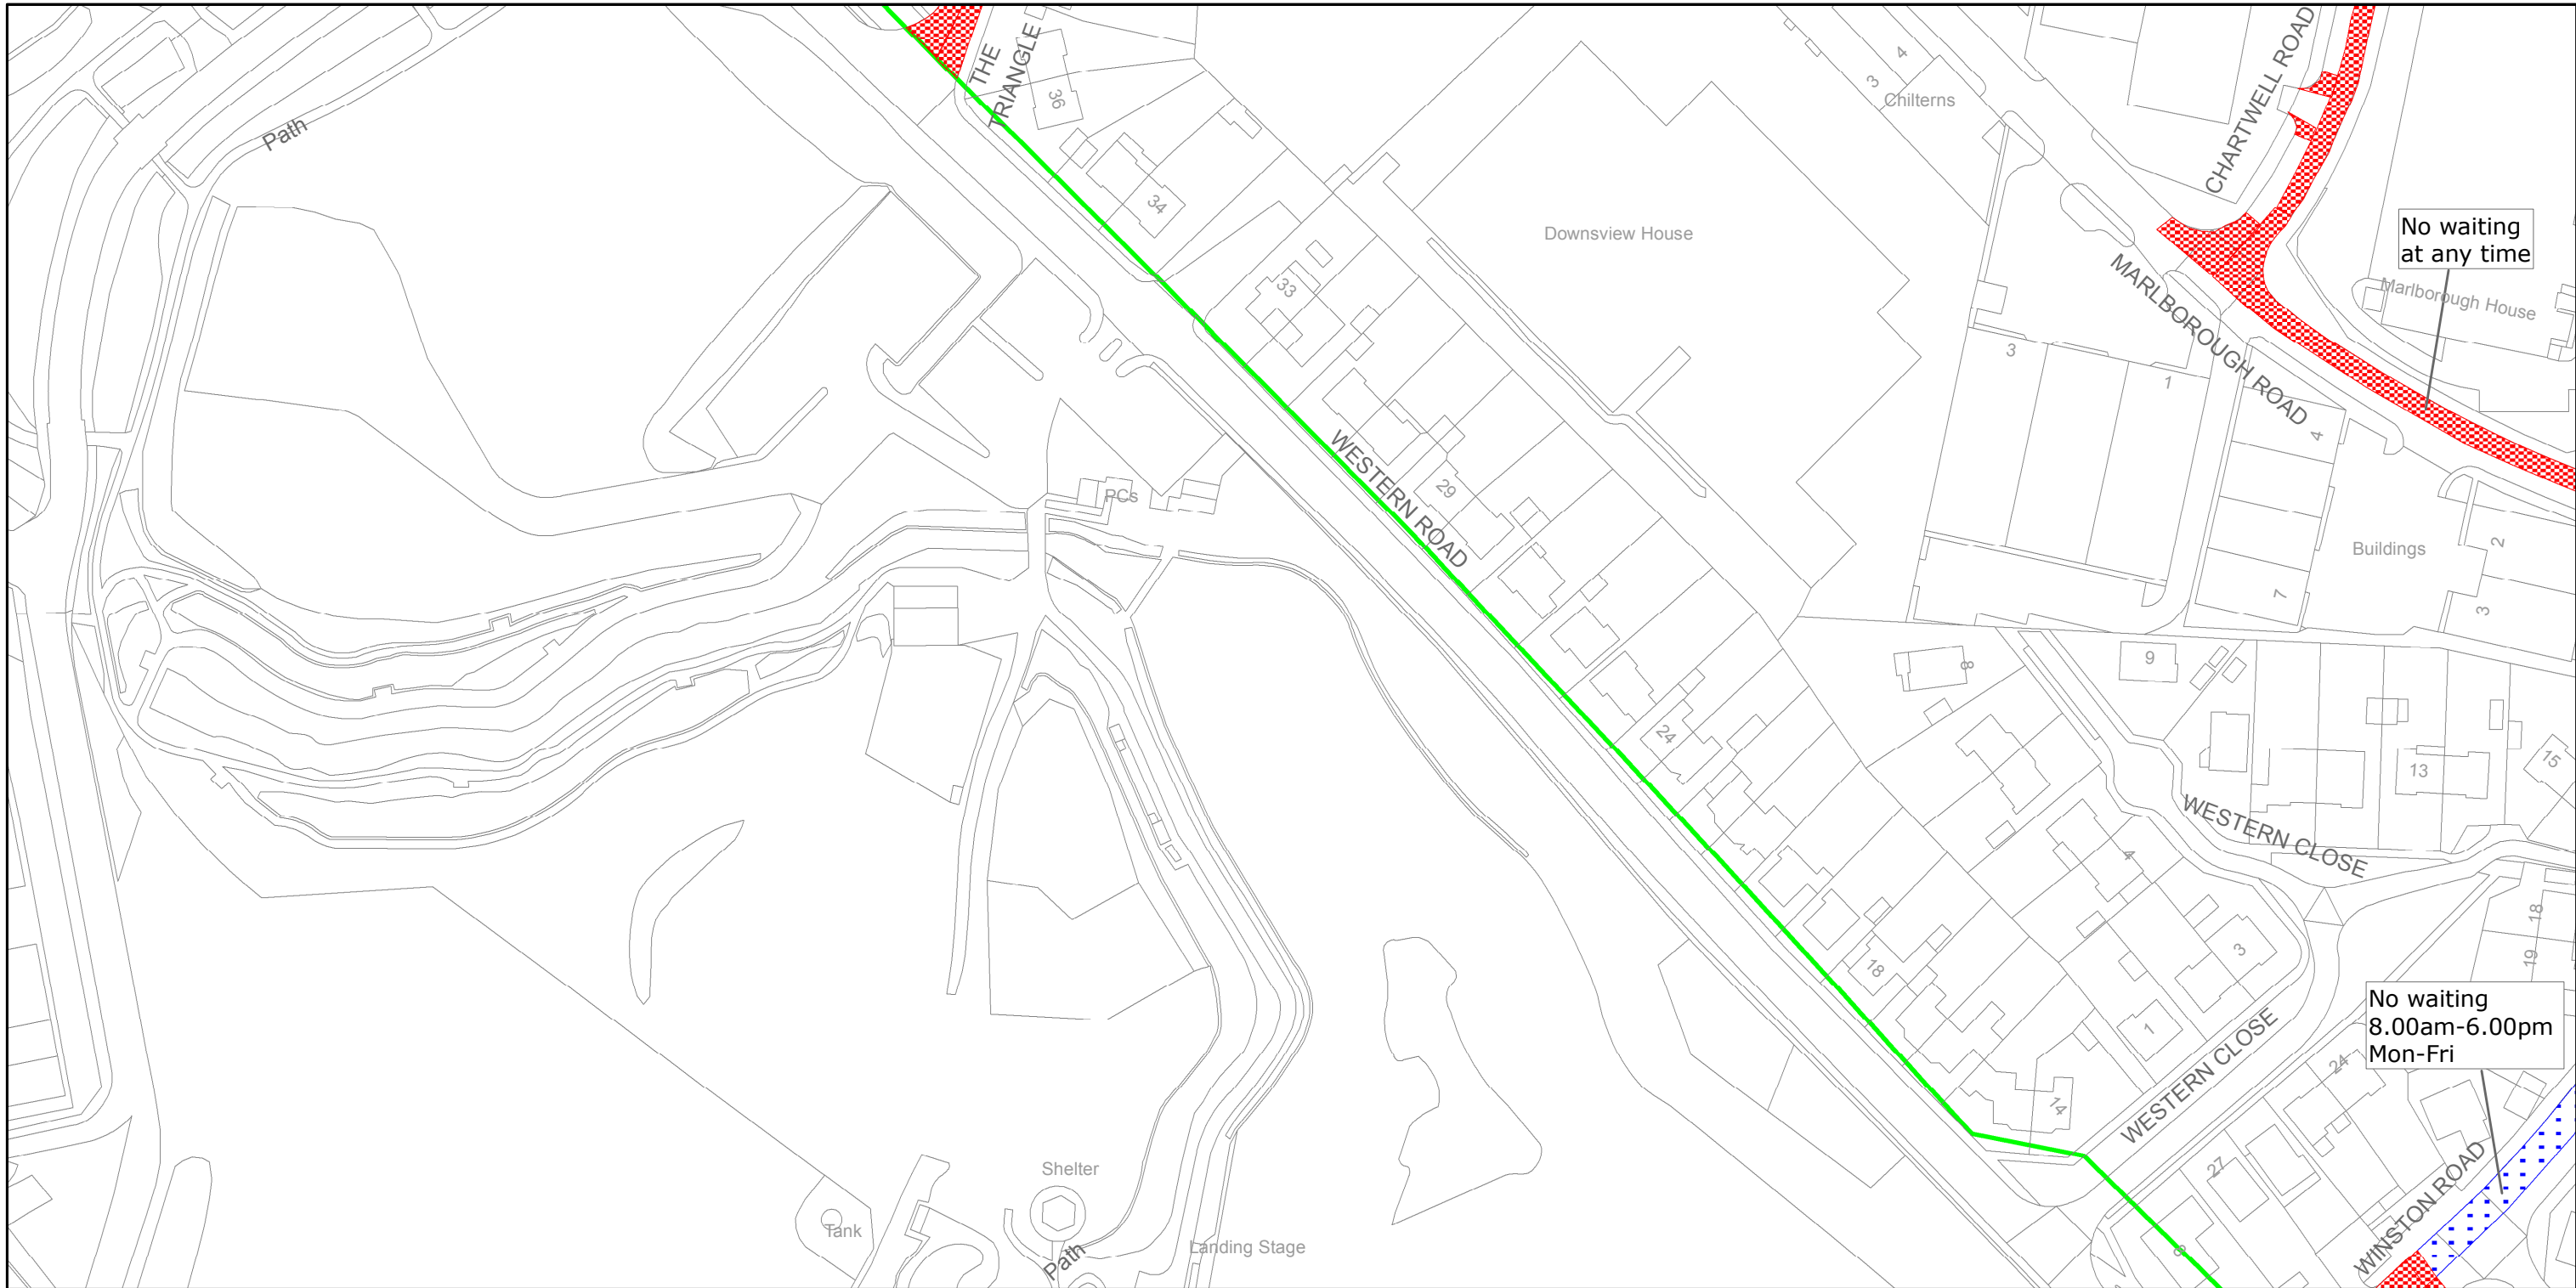 THE
TRIANGLE
36
34
Path
33
Downsview House
4
3
Chilterns
CHARTWELL ROAD
No waiting
at any time
Marlborough House
MARLBOROUGH ROAD
3
1
4
7
Buildings
2
3
WESTERN ROAD
29
PCs
24
8
9
13
15
WESTERN CLOSE
4
18
19
3
18
1
No waiting
8.00am-6.00pm
Mon-Fri
14
WESTERN CLOSE
24
27
WINSTON ROAD
8
Shelter
Tank
Path
Landing Stage